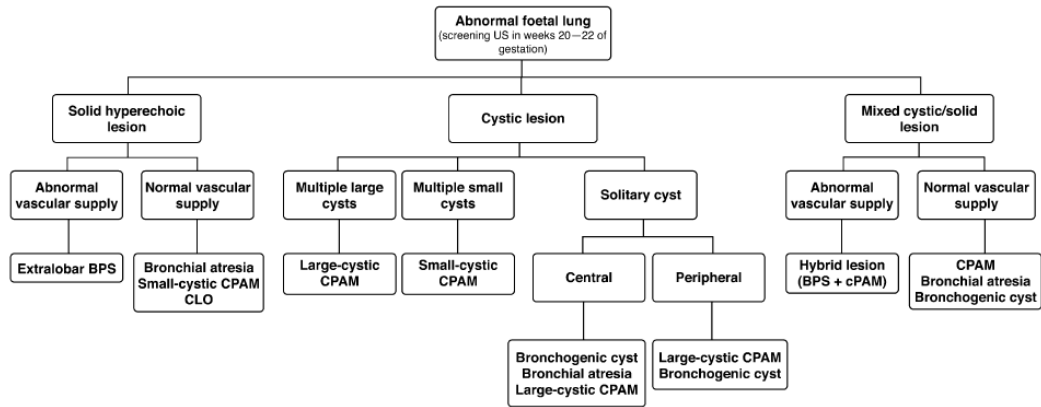 Abnormal foetal lung
(screening US in weeks 20—22 of
gestation)
Solid hyperechoic
lesion
Cystic lesion
Mixed cystic/solid
lesion
Abnormal
vascular supply
Normal vascular
supply
Multiple large
cysts
Multiple small
cysts
Solitary cyst
Abnormal
vascular supply
Normal vascular
supply
Extralobar BPS
Bronchial atresia
Small-cystic CPAM
CLO
Large-cystic
CPAM
Small-cystic
CPAM
Central
Peripheral
Hybrid lesion
(BPS + cPAM)
CPAM
Bronchial atresia
Bronchogenic cyst
Bronchogenic cyst
Bronchial atresia
Large-cystic CPAM
Large-cystic CPAM
Bronchogenic cyst